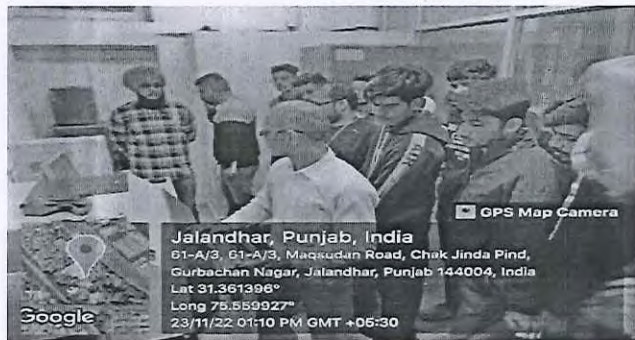 GPS Map Camera
Jalandhar, Punjab, India
61-A/3, 61-A/3, Maqsudan Road, Chak Jinda Pind,
Gurbachan Nagar, Jalandhar, Punjab 144004, India
Lat 31.361396°
Long 75.559927°
23/11/22 01:10 PM GMT +05:30
Google